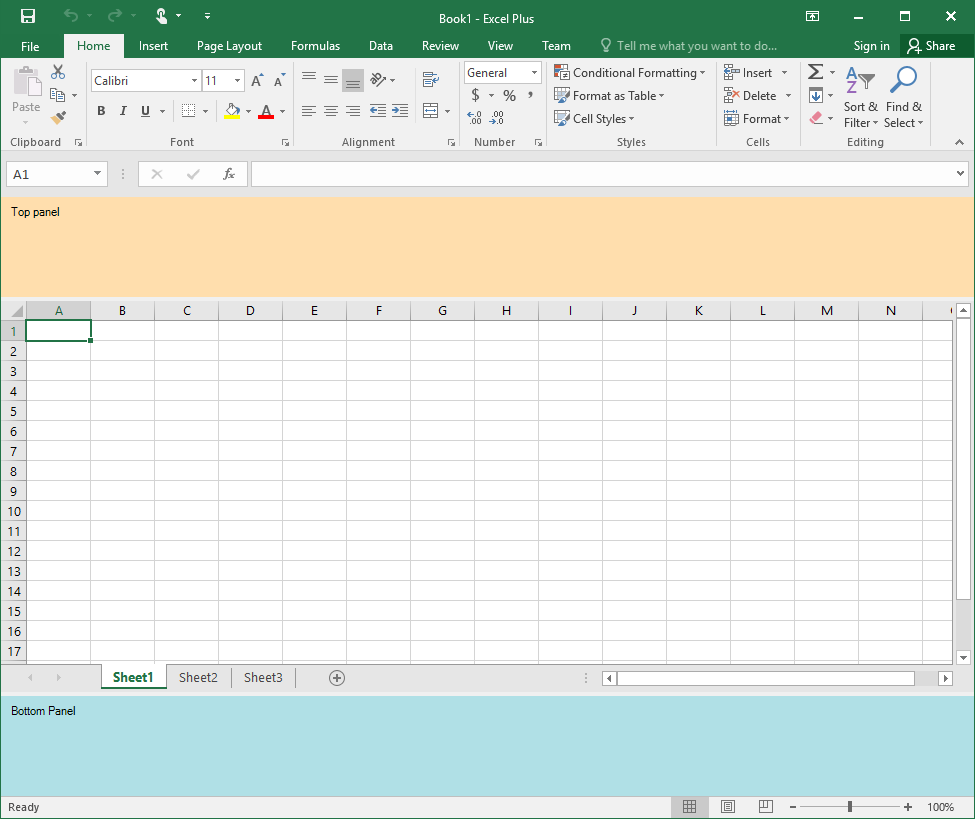 Book1 - Excel Plus
File Home Insert Page Layout Formulas Data Review View Team Tell me what you want to do... Sign in Share
Paste
Clipboard
Calibri 11
B I U A
Font
Alignment
General
$ % ,
Number
Conditional Formatting
Format as Table
Cell Styles
Styles
Insert
Delete
Format
Cells
Sort & Filter
Find & Select
Editing
A1 fx
Top panel
A B C D E F G H I J K L M N
1
2
3
4
5
6
7
8
9
10
11
12
13
14
15
16
17
Sheet1 Sheet2 Sheet3
Bottom Panel
Ready 100%